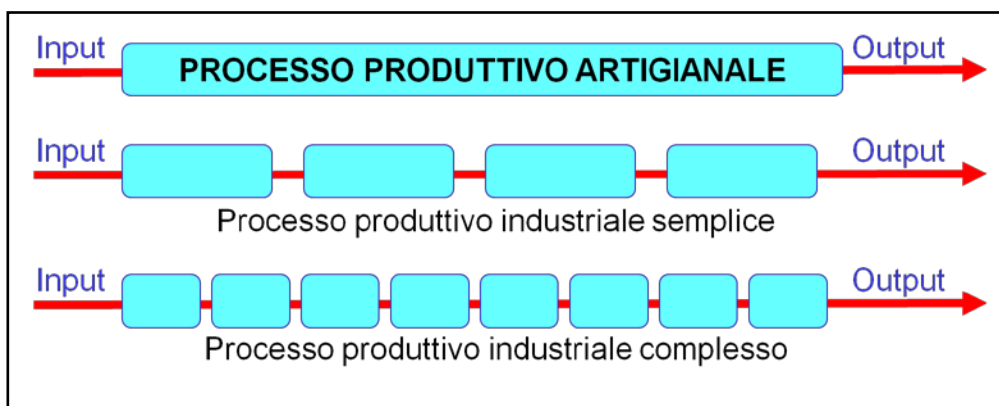 Input PROCESSO PRODUTTIVO ARTIGIANALE Output
Input Output
Processo produttivo industriale semplice
Input Output
Processo produttivo industriale complesso